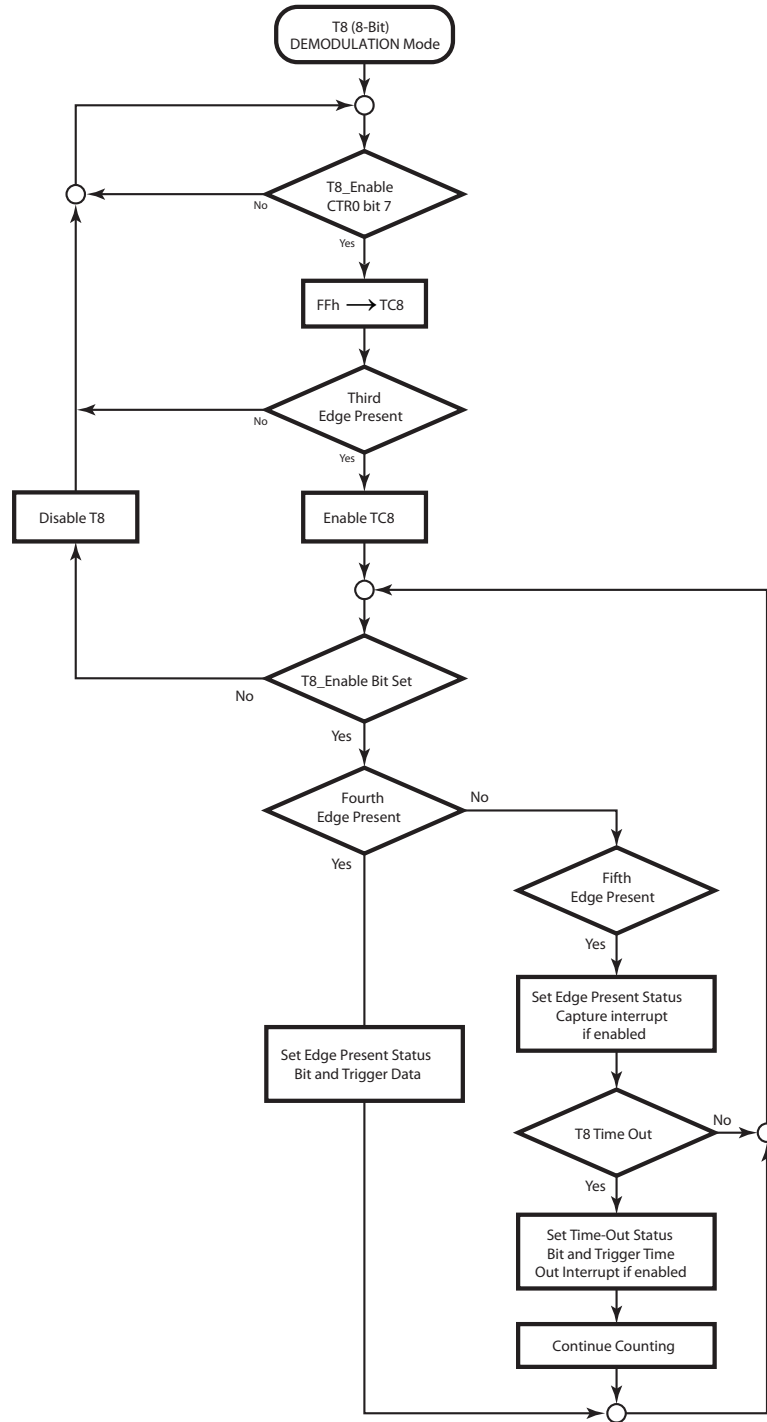 T8 (8-Bit)
DEMODULATION Mode
T8_Enable
CTR0 bit 7
No
Yes
FFh → TC8
Third
Edge Present
No
Yes
Disable T8
Enable TC8
T8_Enable Bit Set
No
Yes
Fourth
Edge Present
No
Yes
Fifth
Edge Present
Yes
Set Edge Present Status
Capture interrupt
if enabled
Set Edge Present Status
Bit and Trigger Data
T8 Time Out
No
Yes
Set Time-Out Status
Bit and Trigger Time
Out Interrupt if enabled
Continue Counting